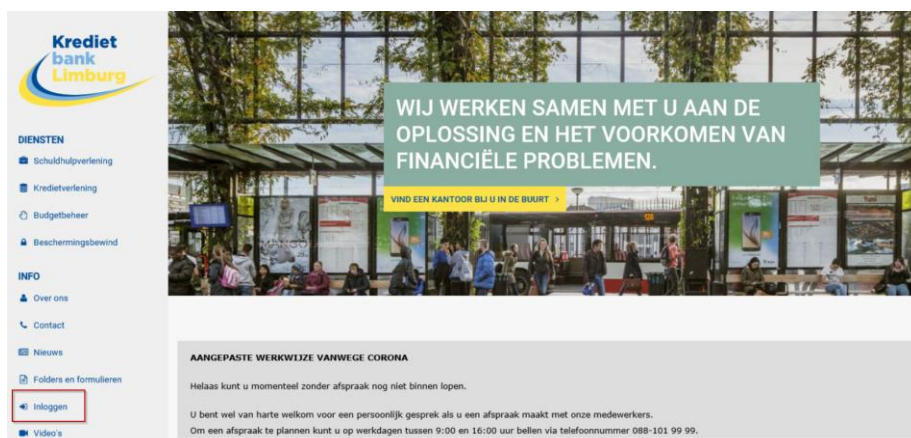 Krediet
bank
Limburg
DIENSTEN
Schuldhulpverlening
Kredietverlening
Budgetbeheer
Beschermingsbewind
INFO
Over ons
Contact
Nieuws
Folders en formulieren
Inloggen
Video's
WIJ WERKEN SAMEN MET U AAN DE
OPLOSSING EN HET VOORKOMEN VAN
FINANCIËLE PROBLEMEN.
VIND EEN KANTOOR BIJ U IN DE BUURT >
MANGO
128
AANGEPASTE WERKWIJZE VANWEGE CORONA
Helaas kunt u momenteel zonder afspraak nog niet binnen lopen.
U bent wel van harte welkom voor een persoonlijk gesprek als u een afspraak maakt met onze medewerkers.
Om een afspraak te plannen kunt u op werkdagen tussen 9:00 en 16:00 uur bellen via telefoonnummer 088-101 99 99.